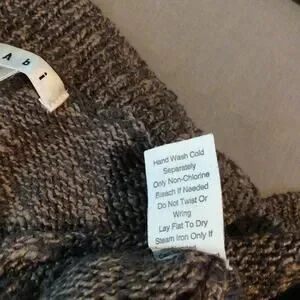 A b
Hand Wash Cold
Separately
Only Non-Chlorine
Bleach If Needed
Do Not Twist Or
Wring
Lay Flat To Dry
Steam Iron Only If